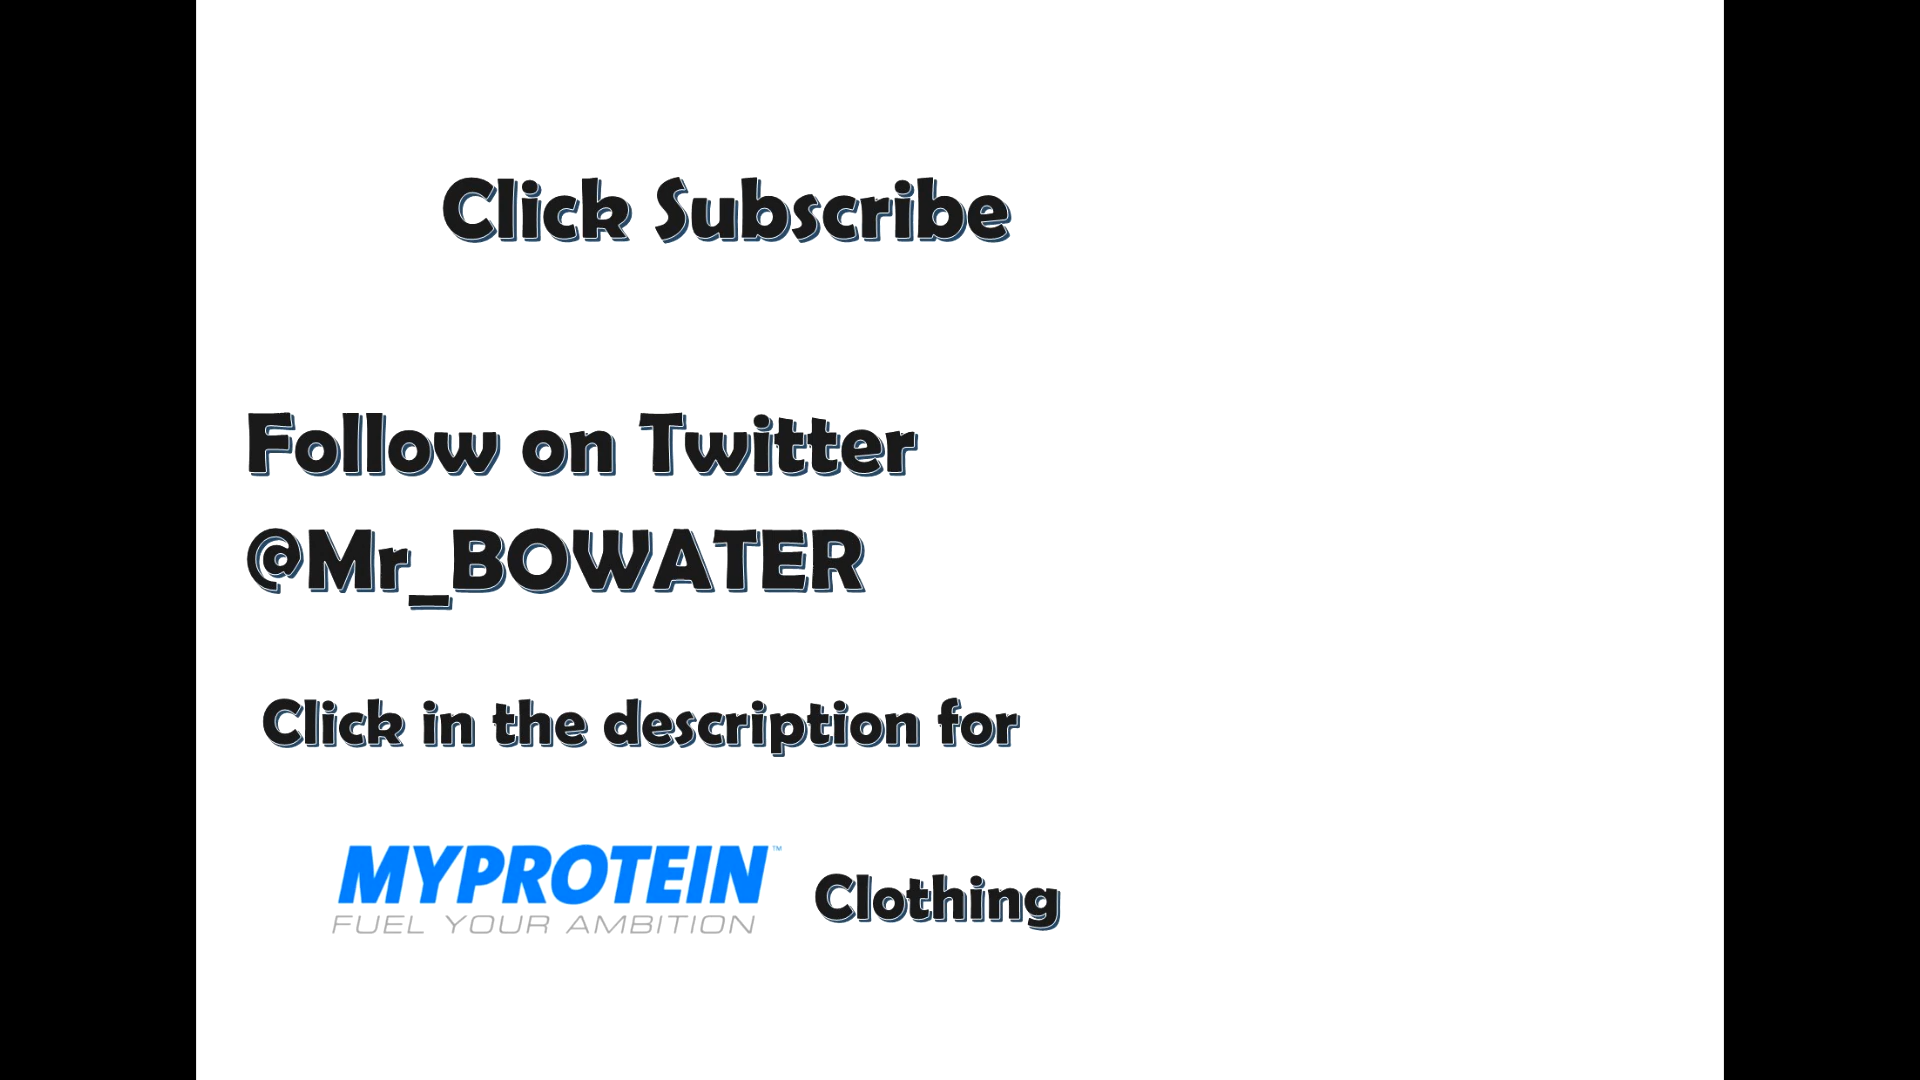 Click Subscribe
Follow on Twitter
@Mr_BOWATER
Click in the description for
MYPROTEIN™
FUEL YOUR AMBITION
Clothing